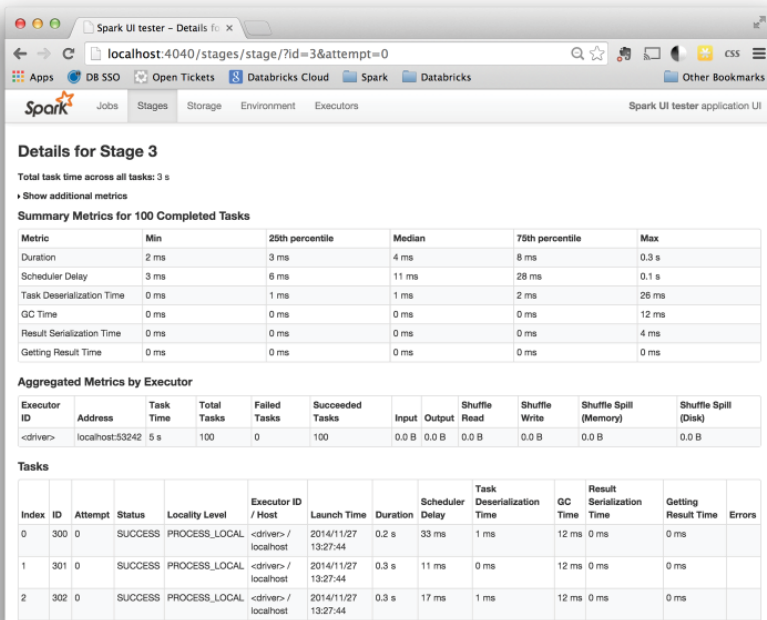 Spark UI tester – Details fo
localhost:4040/stages/stage/?id=3&attempt=0
css
Apps DB SSO Open Tickets Databricks Cloud Spark Databricks Other Bookmarks
Spark Jobs Stages Storage Environment Executors Spark UI tester application UI
Details for Stage 3
Total task time across all tasks: 3 s
Show additional metrics
Summary Metrics for 100 Completed Tasks
Metric Min 25th percentile Median 75th percentile Max
Duration 2 ms 3 ms 4 ms 8 ms 0.3 s
Scheduler Delay 3 ms 6 ms 11 ms 28 ms 0.1 s
Task Deserialization Time 0 ms 1 ms 1 ms 2 ms 26 ms
GC Time 0 ms 0 ms 0 ms 0 ms 12 ms
Result Serialization Time 0 ms 0 ms 0 ms 0 ms 4 ms
Getting Result Time 0 ms 0 ms 0 ms 0 ms 0 ms
Aggregated Metrics by Executor
Executor ID Address Task Time Total Tasks Failed Tasks Succeeded Tasks Input Output Shuffle Read Shuffle Write Shuffle Spill (Memory) Shuffle Spill (Disk)
<driver> localhost:53242 5 s 100 0 100 0.0 B 0.0 B 0.0 B 0.0 B 0.0 B 0.0 B
Tasks
Index ID Attempt Status Locality Level Executor ID / Host Launch Time Duration Scheduler Delay Task Deserialization Time GC Time Result Serialization Time Getting Result Time Errors
0 300 0 SUCCESS PROCESS_LOCAL <driver> / localhost 2014/11/27 13:27:44 0.2 s 33 ms 1 ms 12 ms 0 ms 0 ms
1 301 0 SUCCESS PROCESS_LOCAL <driver> / localhost 2014/11/27 13:27:44 0.3 s 11 ms 0 ms 12 ms 0 ms 0 ms
2 302 0 SUCCESS PROCESS_LOCAL <driver> / localhost 2014/11/27 13:27:44 0.3 s 17 ms 1 ms 12 ms 0 ms 0 ms